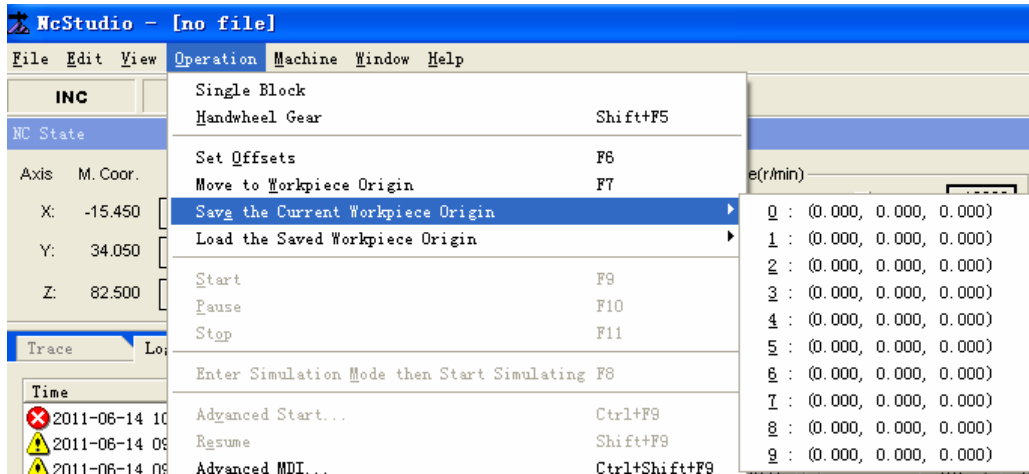 NcStudio - [no file]
File Edit View Operation Machine Window Help
INC
Single Block
Handwheel Gear Shift+F5
NC State
Set Offsets F6
Axis M. Coor.
Move to Workpiece Origin F7
e(r/min)
X: -15.450
Save the Current Workpiece Origin
Load the Saved Workpiece Origin
Y: 34.050
Z: 82.500
Start F9
Pause F10
Stop F11
Enter Simulation Mode then Start Simulating F8
Advanced Start... Ctrl+F9
Resume Shift+F9
Advanced MDI... Ctrl+Shift+F9
0 : (0.000, 0.000, 0.000)
1 : (0.000, 0.000, 0.000)
2 : (0.000, 0.000, 0.000)
3 : (0.000, 0.000, 0.000)
4 : (0.000, 0.000, 0.000)
5 : (0.000, 0.000, 0.000)
6 : (0.000, 0.000, 0.000)
7 : (0.000, 0.000, 0.000)
8 : (0.000, 0.000, 0.000)
9 : (0.000, 0.000, 0.000)
Trace Lo
Time
2011-06-14 10
2011-06-14 09
2011-06-14 09